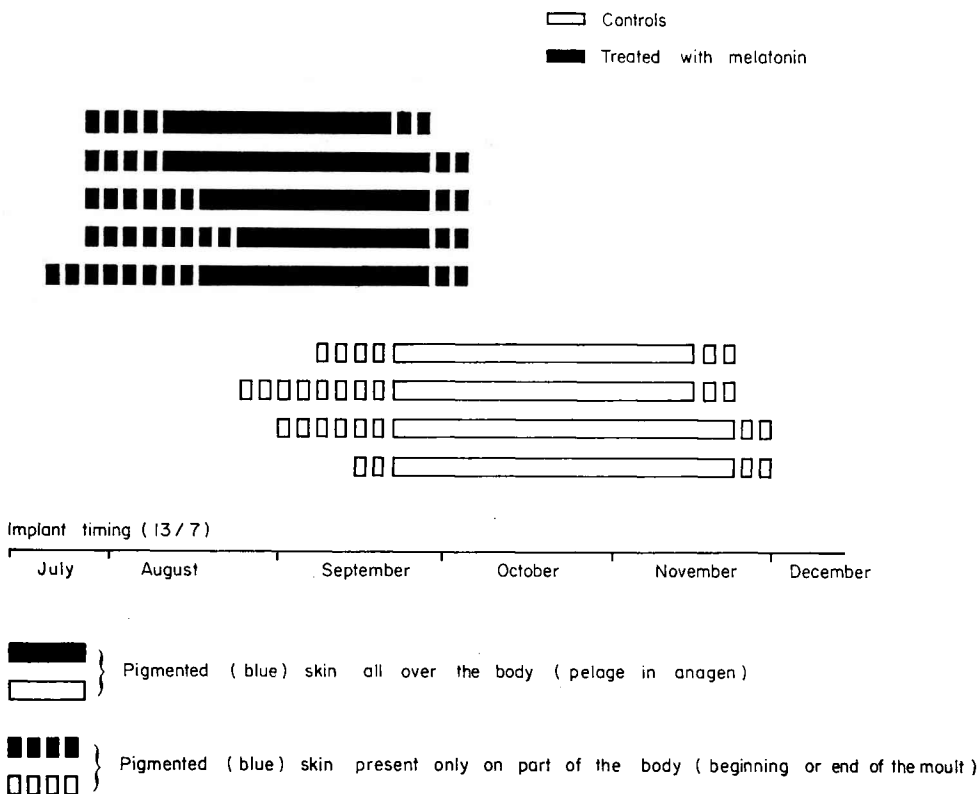 Controls
Treated with melatonin
Implant timing (13/7)
July August September October November December
Pigmented (blue) skin all over the body (pelage in anagen)
Pigmented (blue) skin present only on part of the body (beginning or end of the moult)